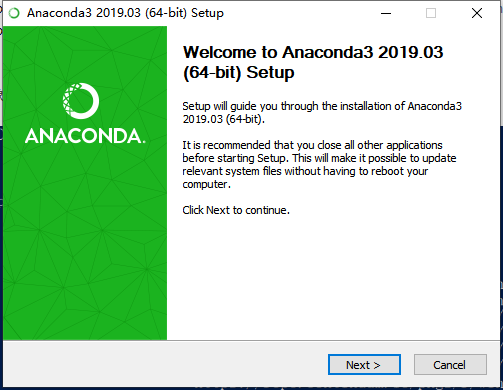 Anaconda3 2019.03 (64-bit) Setup
Welcome to Anaconda3 2019.03
(64-bit) Setup
Setup will guide you through the installation of Anaconda3
2019.03 (64-bit).
It is recommended that you close all other applications
before starting Setup. This will make it possible to update
relevant system files without having to reboot your
computer.
Click Next to continue.
ANACONDA.
Next >
Cancel